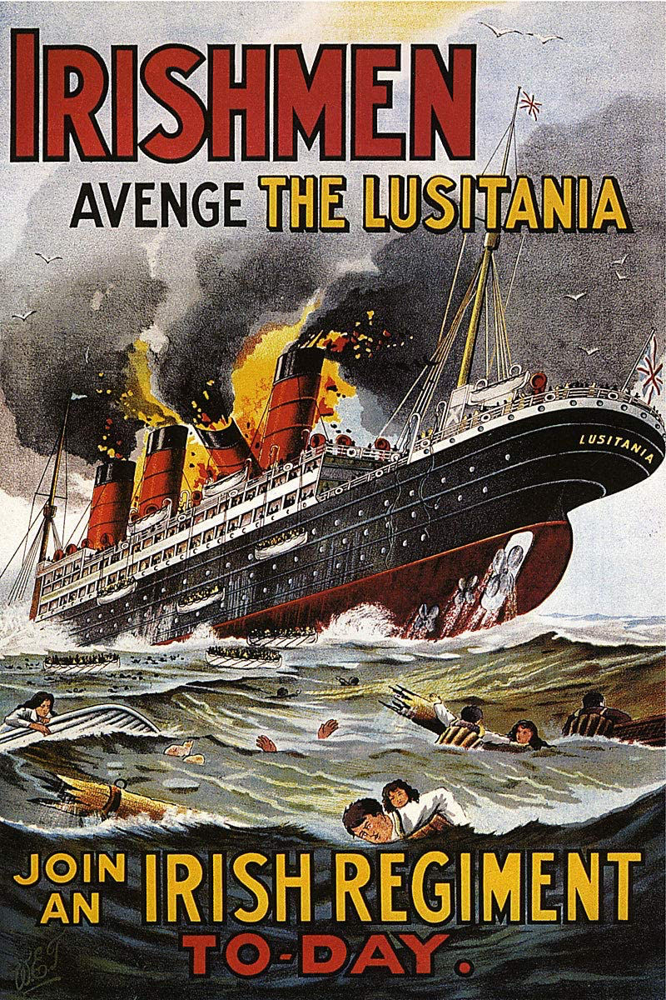 IRISHMEN
AVENGE THE LUSITANIA
LUSITANIA
JOIN AN IRISH REGIMENT
TO-DAY.
W.E.T